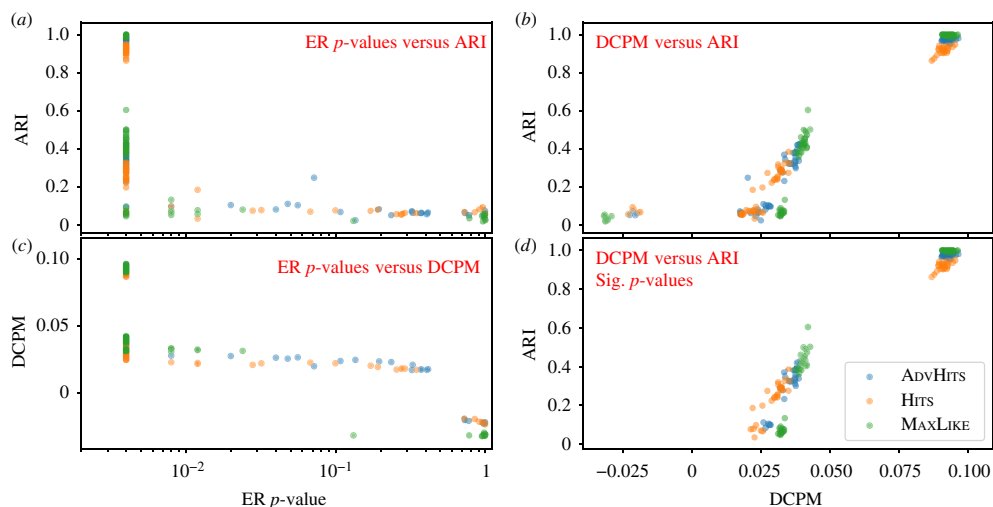 (a)
ER p-values versus ARI
1.0
0.8
0.6
0.4
0.2
0
ARI
(b)
DCPM versus ARI
1.0
0.8
0.6
0.4
0.2
0
ARI
(c)
ER p-values versus DCPM
0.10
0.05
0
DCPM
10⁻²
10⁻¹
1
ER p-value
(d)
DCPM versus ARI
Sig. p-values
1.0
0.8
0.6
0.4
0.2
0
ARI
ADVHITS
HITS
MAXLIKE
−0.025
0
0.025
0.050
0.075
0.100
DCPM